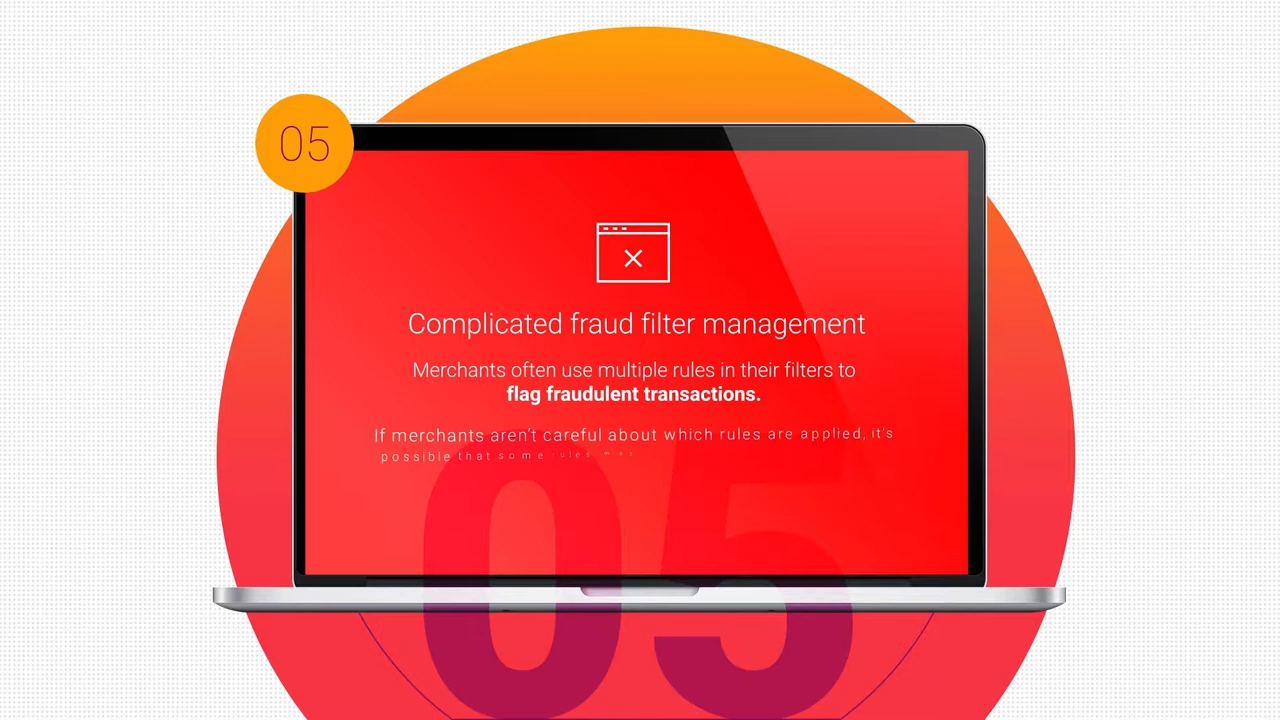 05
Complicated fraud filter management
Merchants often use multiple rules in their filters to
flag fraudulent transactions.
If merchants aren't careful about which rules are applied, it's
possible that some rules
05